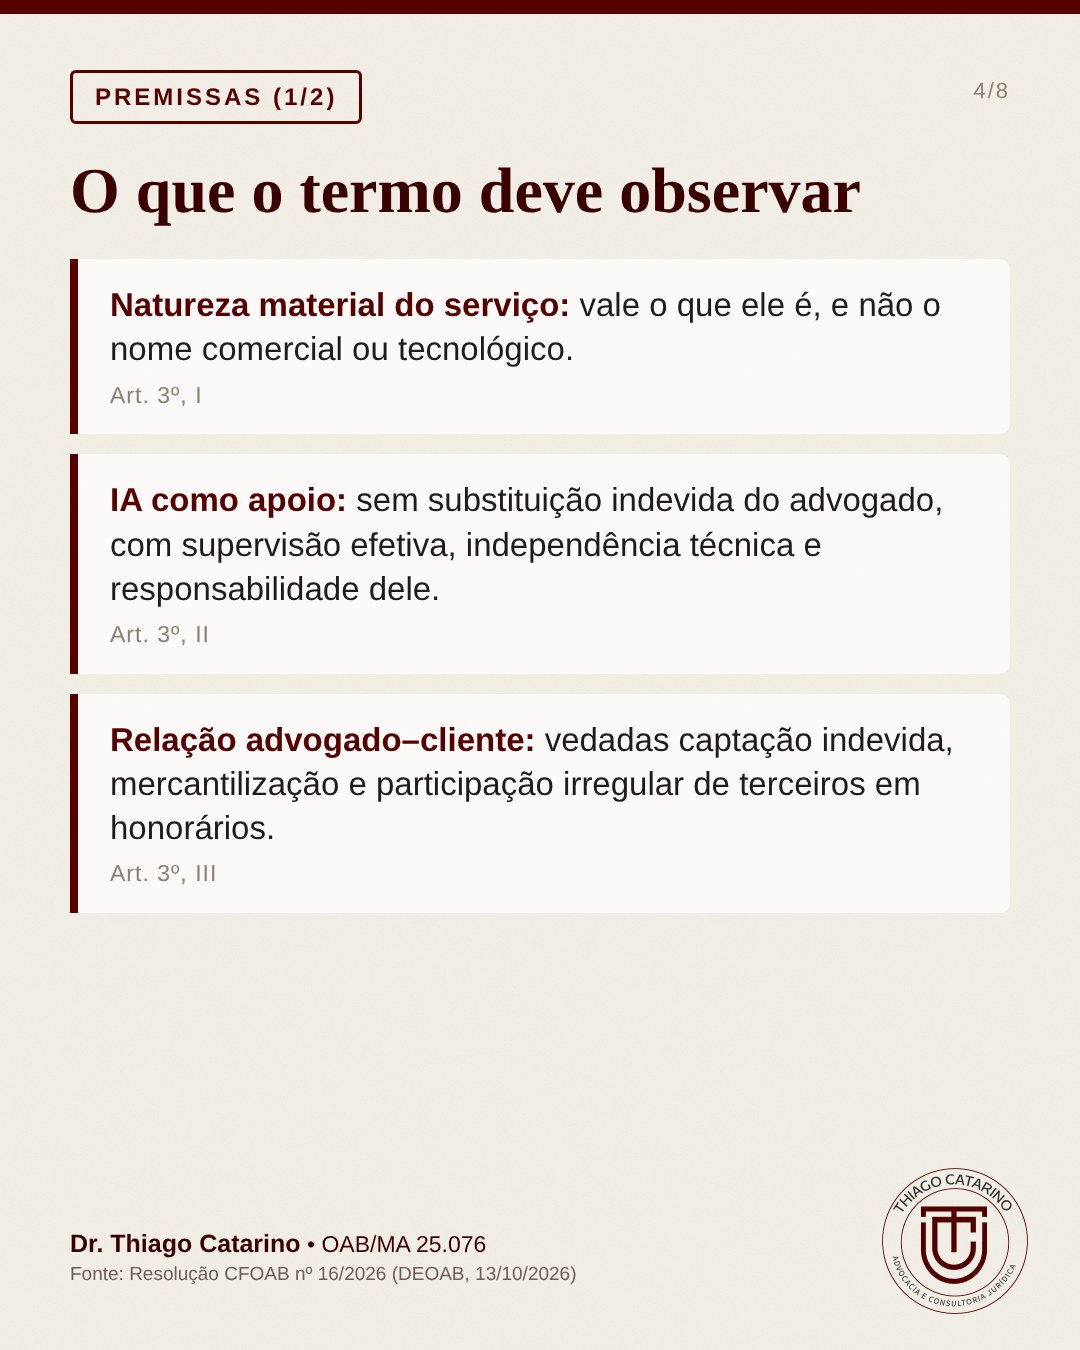 PREMISSAS (1/2)
4/8
O que o termo deve observar
Natureza material do serviço: vale o que ele é, e não o
nome comercial ou tecnológico.
Art. 3º, I
IA como apoio: sem substituição indevida do advogado,
com supervisão efetiva, independência técnica e
responsabilidade dele.
Art. 3º, II
Relação advogado–cliente: vedadas captação indevida,
mercantilização e participação irregular de terceiros em
honorários.
Art. 3º, III
Dr. Thiago Catarino • OAB/MA 25.076
Fonte: Resolução CFOAB nº 16/2026 (DEOAB, 13/10/2026)
THIAGO CATARINO
ADVOCACIA E CONSULTORIA JURÍDICA